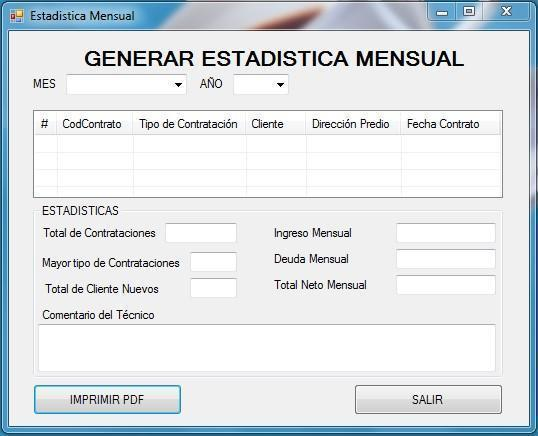 Estadistica Mensual
GENERAR ESTADISTICA MENSUAL
MES AÑO
# CodContrato Tipo de Contratación Cliente Dirección Predio Fecha Contrato
ESTADISTICAS
Total de Contrataciones Ingreso Mensual
Mayor tipo de Contrataciones Deuda Mensual
Total de Cliente Nuevos Total Neto Mensual
Comentario del Técnico
IMPRIMIR PDF SALIR